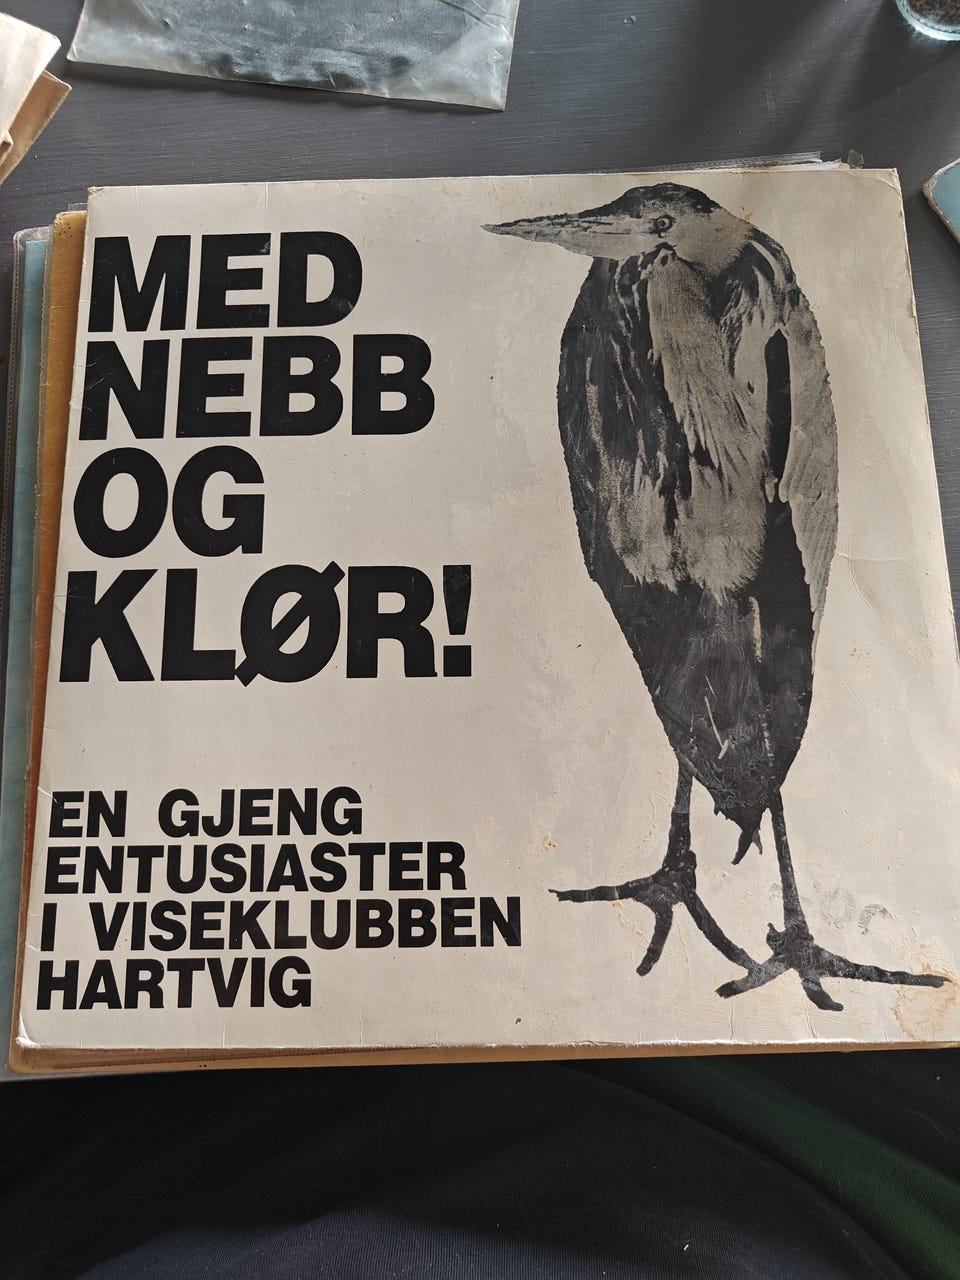 MED
NEBB
OG
KLØR!
EN GJENG
ENTUSIASTER
I VISEKLUBBEN
HARTVIG